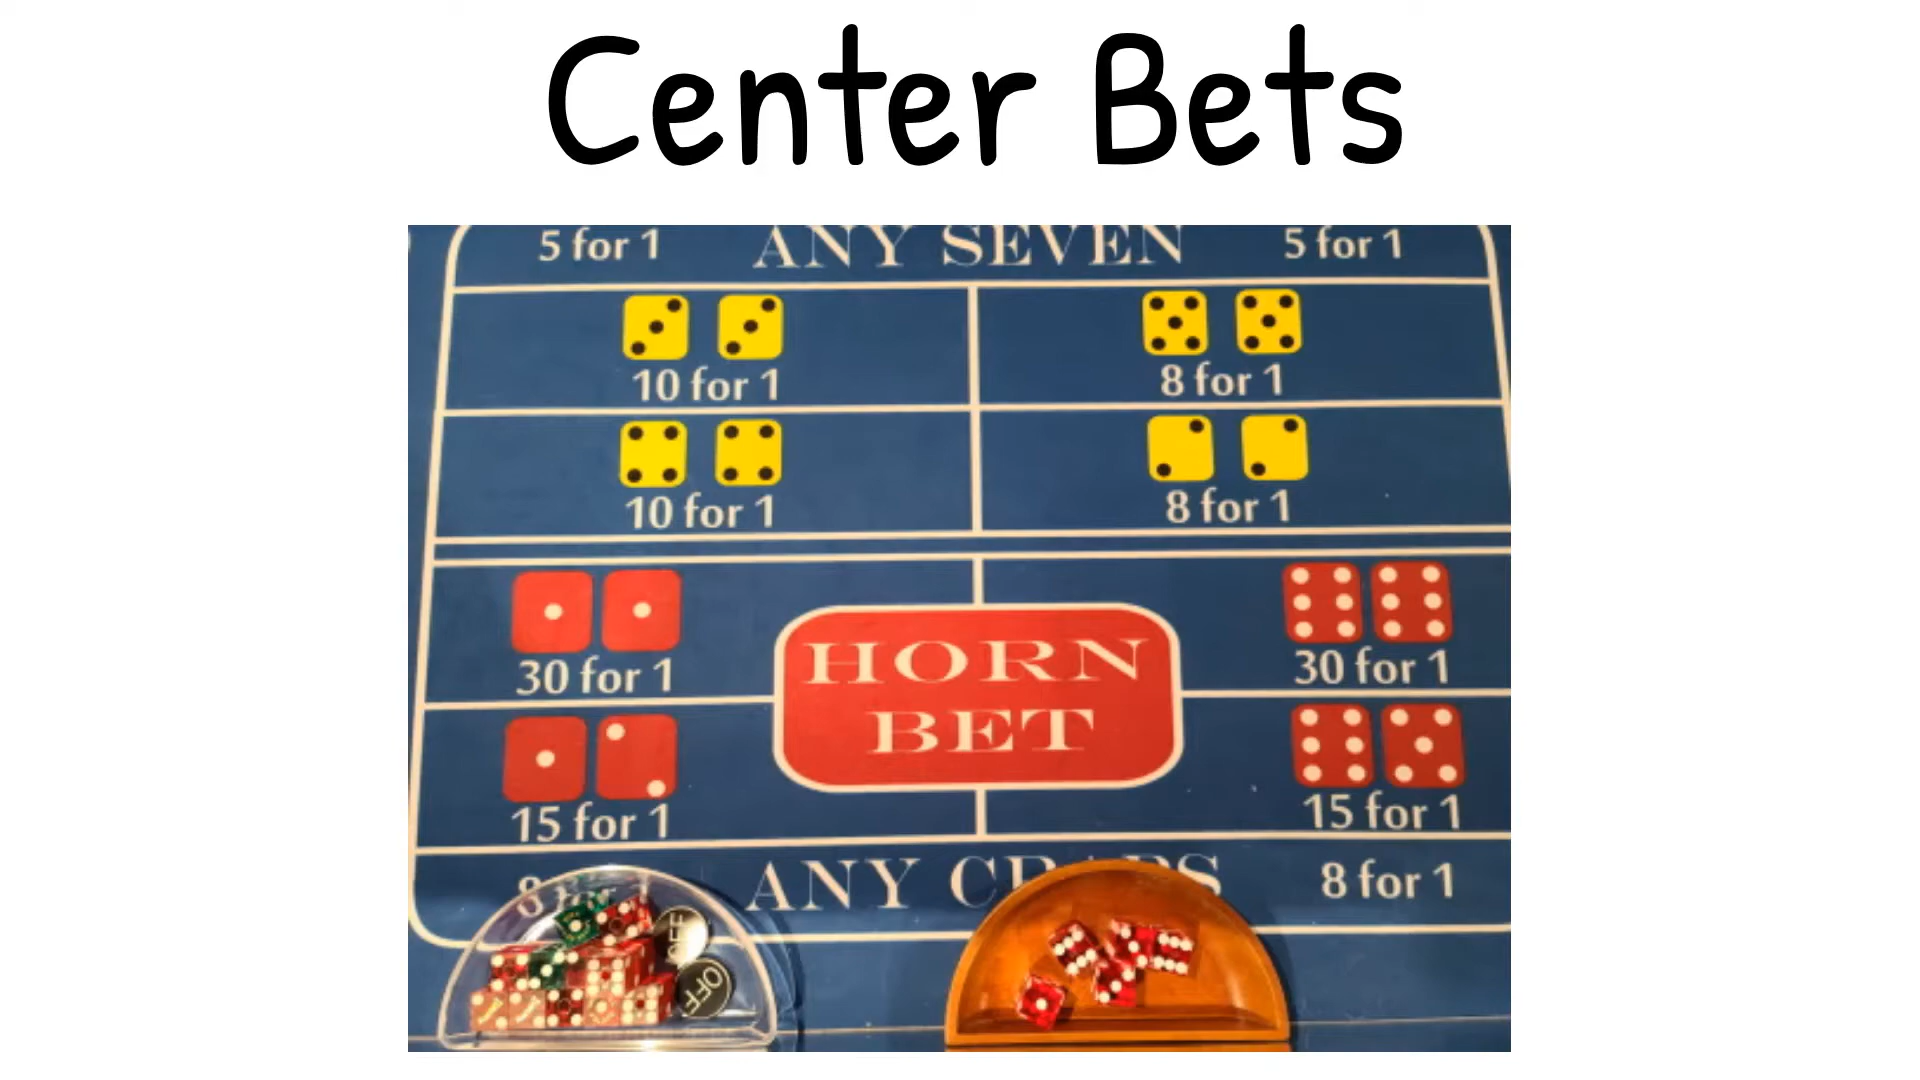 Center Bets
5 for 1 ANY SEVEN 5 for 1
10 for 1 8 for 1
10 for 1 8 for 1
30 for 1 HORN 30 for 1
BET
15 for 1 15 for 1
ANY CRAPS 8 for 1
OFF
OFF